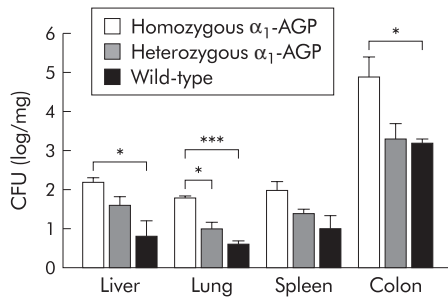 Homozygous α₁-AGP
Heterozygous α₁-AGP
Wild-type
CFU (log/mg)
6
5
4
3
2
1
0
*
***
*
*
Liver
Lung
Spleen
Colon